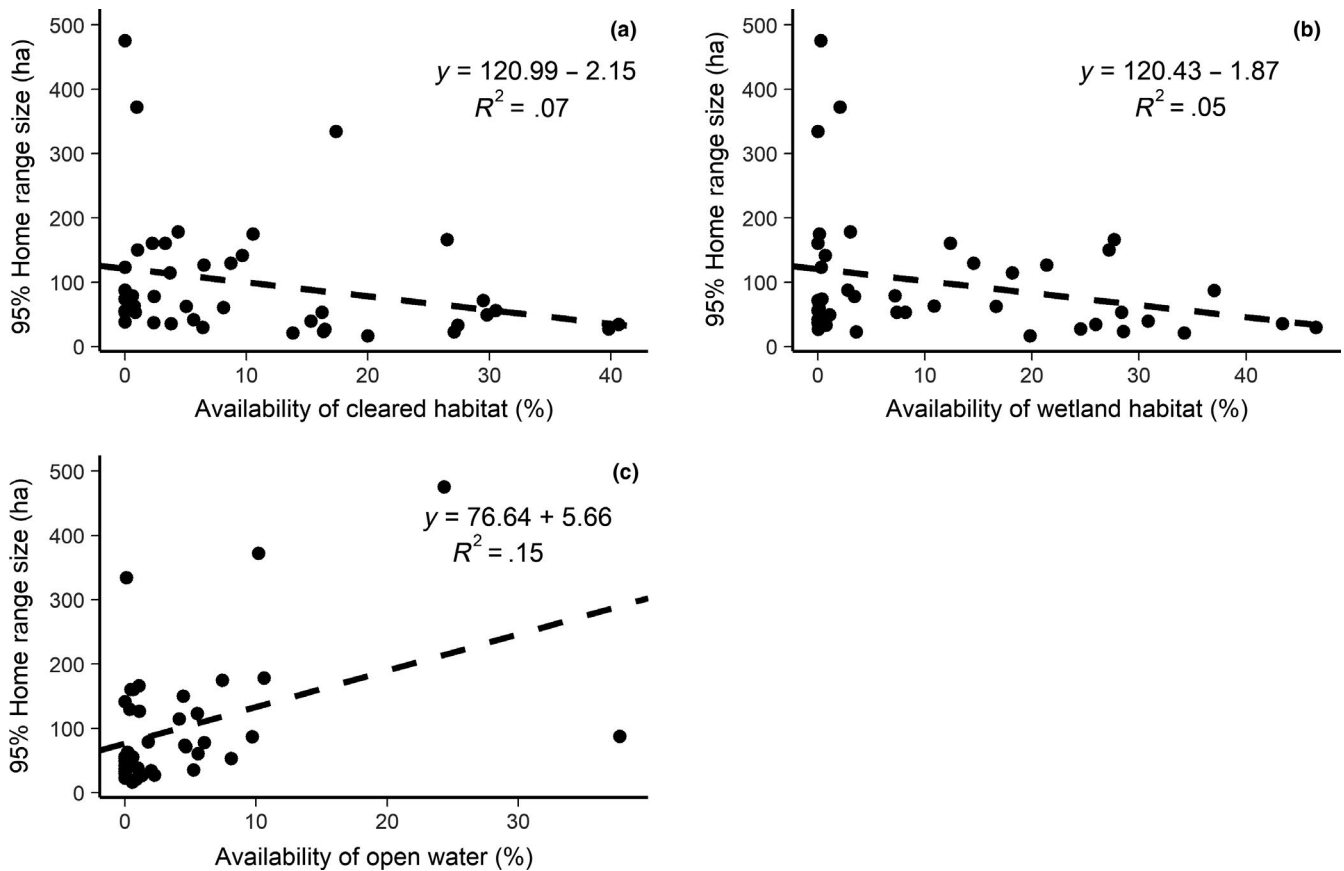 (a)
y = 120.99 – 2.15
R² = .07
95% Home range size (ha)
500
400
300
200
100
0
0 10 20 30 40
Availability of cleared habitat (%)
(b)
y = 120.43 – 1.87
R² = .05
95% Home range size (ha)
500
400
300
200
100
0
0 10 20 30 40
Availability of wetland habitat (%)
(c)
y = 76.64 + 5.66
R² = .15
95% Home range size (ha)
500
400
300
200
100
0
0 10 20 30
Availability of open water (%)